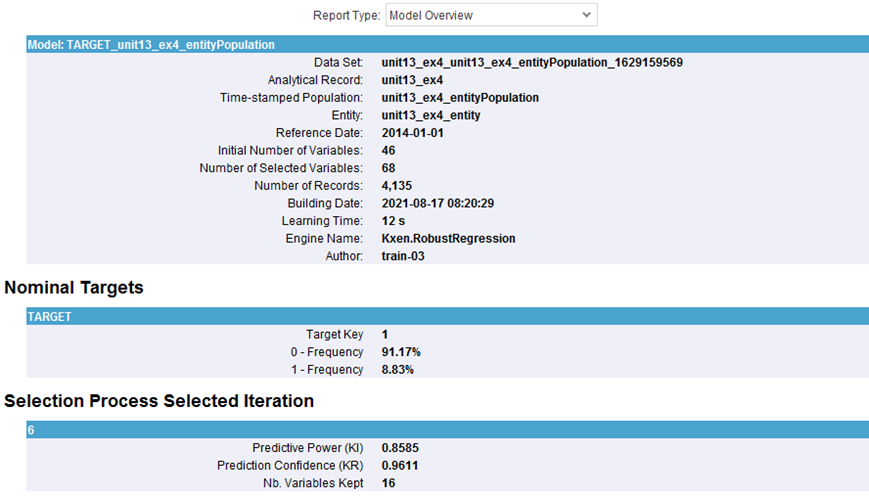 Report Type: Model Overview
Model: TARGET_unit13_ex4_entityPopulation
Data Set: unit13_ex4_unit13_ex4_entityPopulation_1629159569
Analytical Record: unit13_ex4
Time-stamped Population: unit13_ex4_entityPopulation
Entity: unit13_ex4_entity
Reference Date: 2014-01-01
Initial Number of Variables: 46
Number of Selected Variables: 68
Number of Records: 4,135
Building Date: 2021-08-17 08:20:29
Learning Time: 12 s
Engine Name: Kxen.RobustRegression
Author: train-03
Nominal Targets
TARGET
Target Key 1
0 - Frequency 91.17%
1 - Frequency 8.83%
Selection Process Selected Iteration
6
Predictive Power (KI) 0.8585
Prediction Confidence (KR) 0.9611
Nb. Variables Kept 16